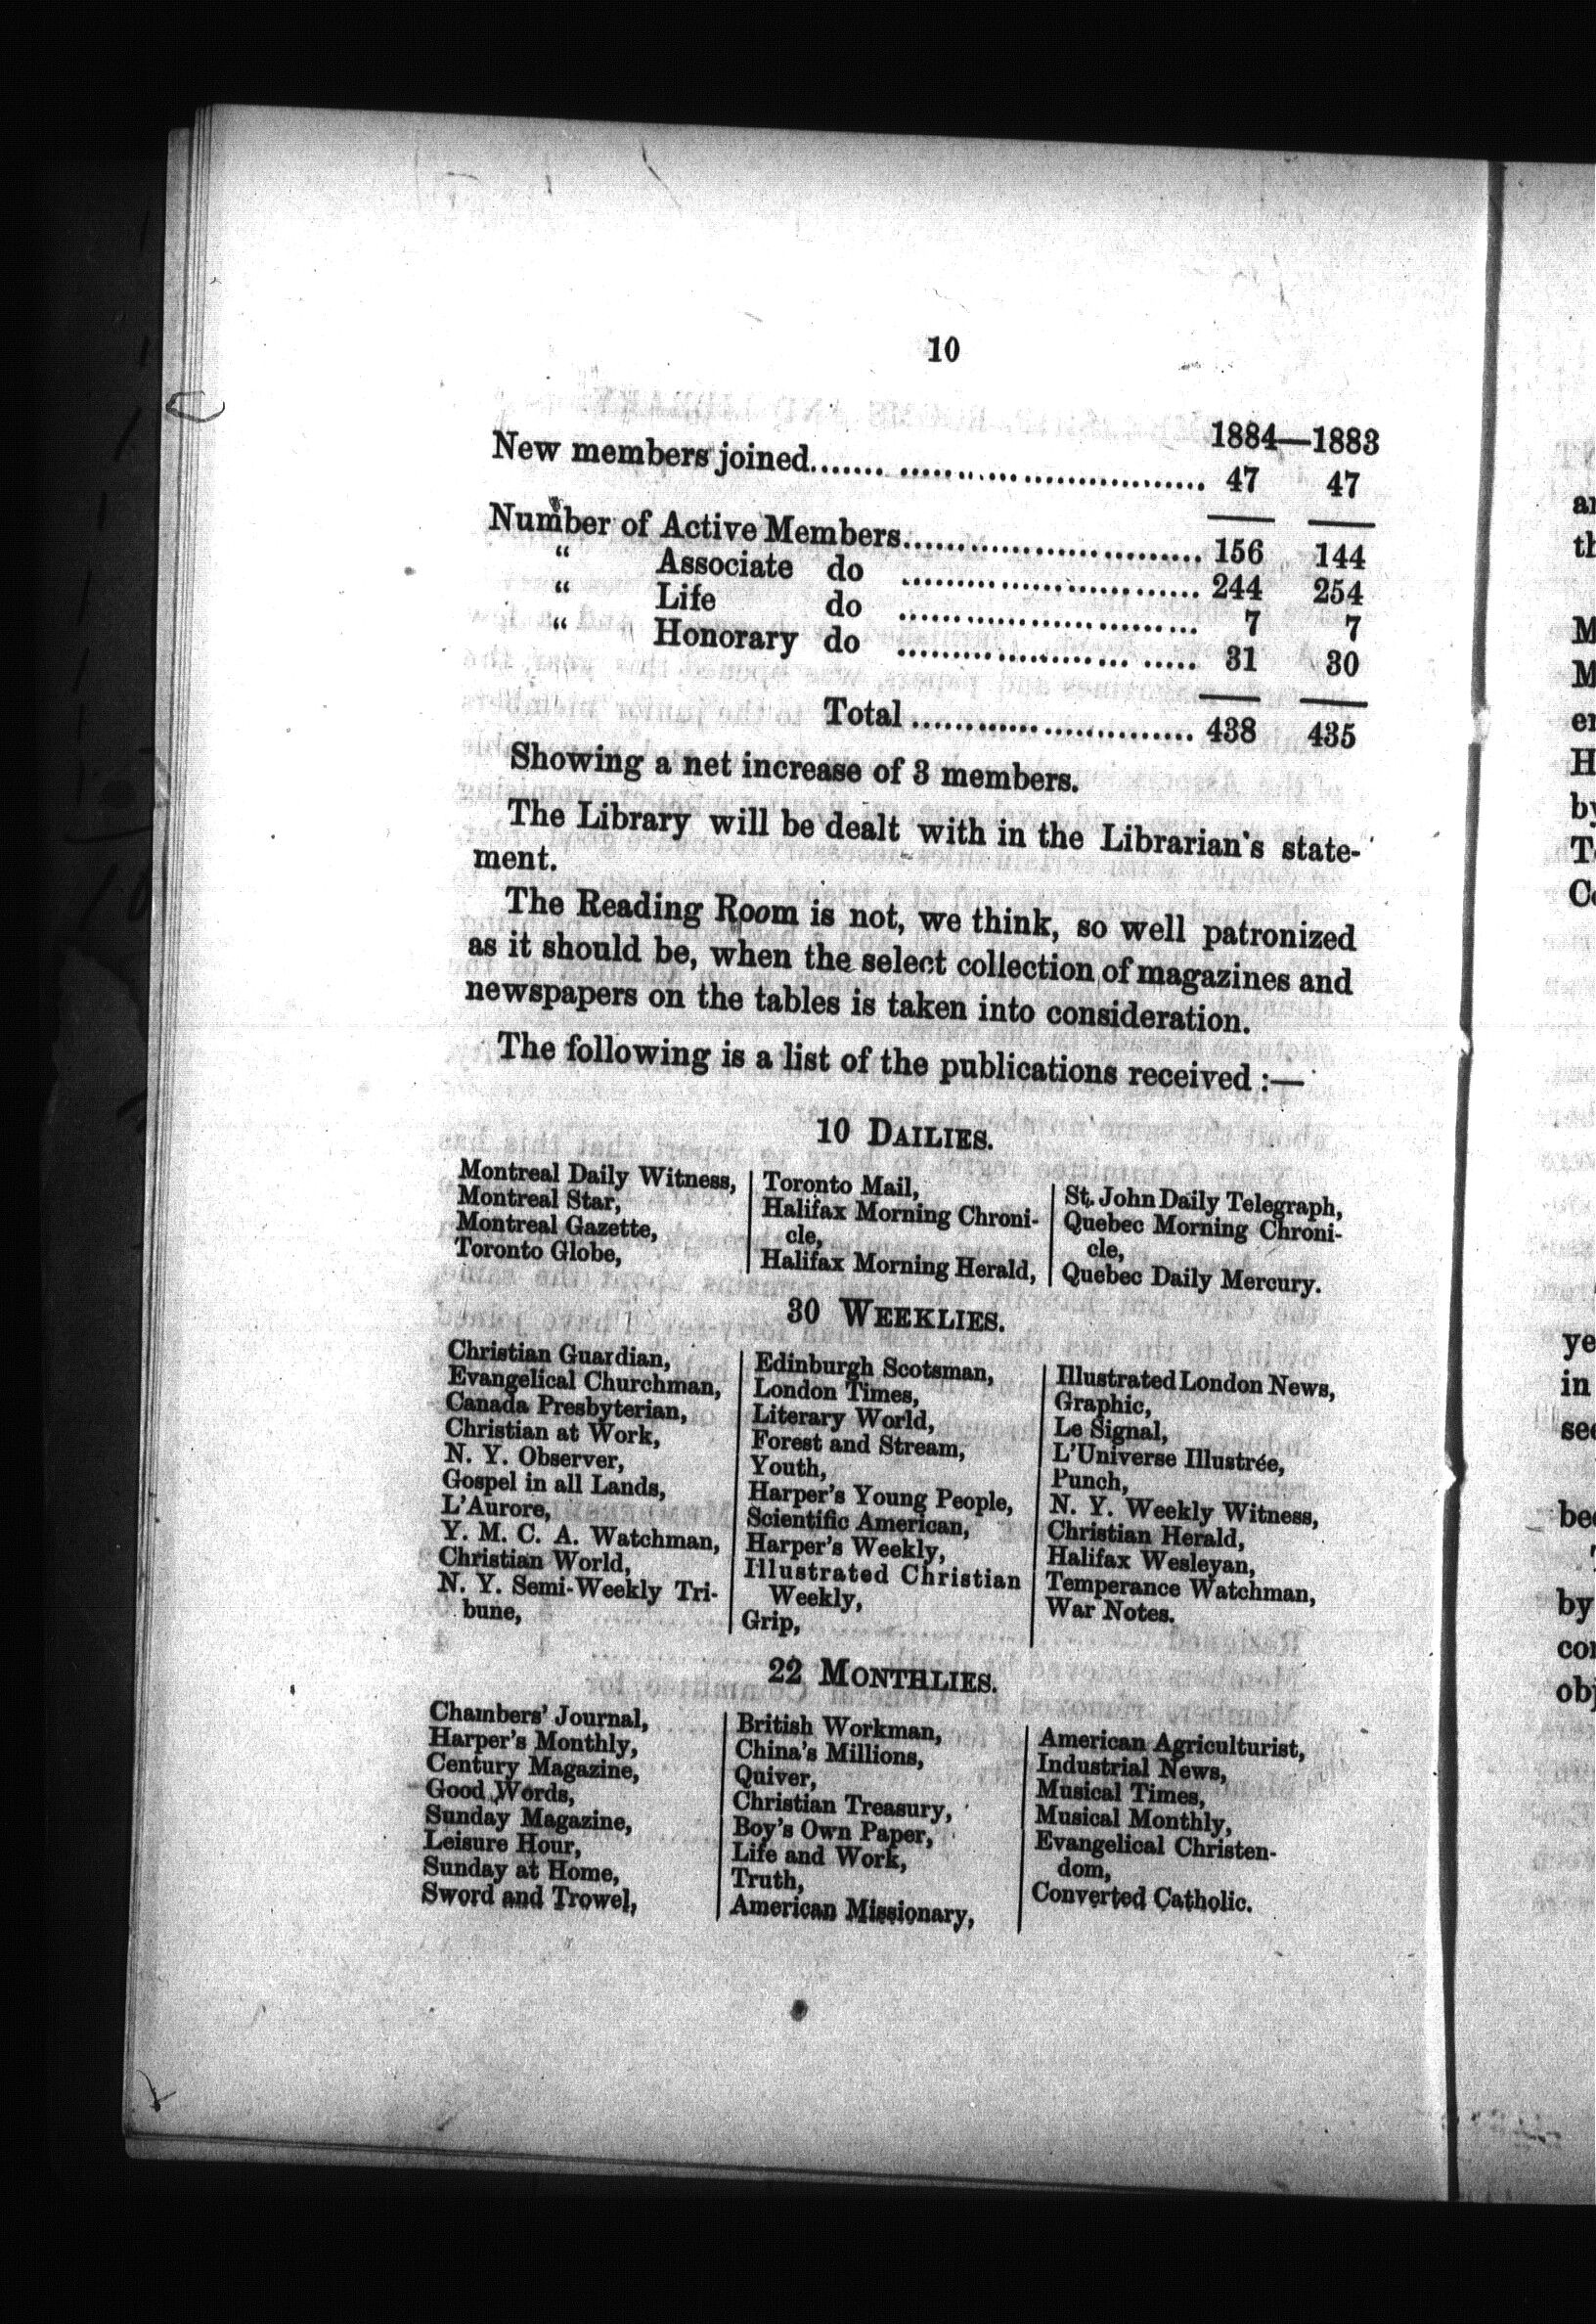 10
1884—1883
New members joined....... ................................ 47 47
Number of Active Members............................ 156 144
“ Associate do ............................ 244 254
“ Life do ............................ 7 7
“ Honorary do ..................... ..... 31 30
Total .......................... 438 435
Showing a net increase of 3 members.
The Library will be dealt with in the Librarian's state-
ment.
The Reading Room is not, we think, so well patronized
as it should be, when the select collection of magazines and
newspapers on the tables is taken into consideration.
The following is a list of the publications received :—
10 DAILIES.
Montreal Daily Witness,
Montreal Star,
Montreal Gazette,
Toronto Globe,
Toronto Mail,
Halifax Morning Chroni-
cle,
Halifax Morning Herald,
St. John Daily Telegraph,
Quebec Morning Chroni-
cle,
Quebec Daily Mercury.
30 WEEKLIES.
Christian Guardian,
Evangelical Churchman,
Canada Presbyterian,
Christian at Work,
N. Y. Observer,
Gospel in all Lands,
L'Aurore,
Y. M. C. A. Watchman,
Christian World,
N. Y. Semi-Weekly Tri-
bune,
Edinburgh Scotsman,
London Times,
Literary World,
Forest and Stream,
Youth,
Harper's Young People,
Scientific American,
Harper's Weekly,
Illustrated Christian
Weekly,
Grip,
Illustrated London News,
Graphic,
Le Signal,
L'Universe Illustrée,
Punch,
N. Y. Weekly Witness,
Christian Herald,
Halifax Wesleyan,
Temperance Watchman,
War Notes.
22 MONTHLIES.
Chambers' Journal,
Harper's Monthly,
Century Magazine,
Good Words,
Sunday Magazine,
Leisure Hour,
Sunday at Home,
Sword and Trowel,
British Workman,
China's Millions,
Quiver,
Christian Treasury,
Boy's Own Paper,
Life and Work,
Truth,
American Missionary,
American Agriculturist,
Industrial News,
Musical Times,
Musical Monthly,
Evangelical Christen-
dom,
Converted Catholic.